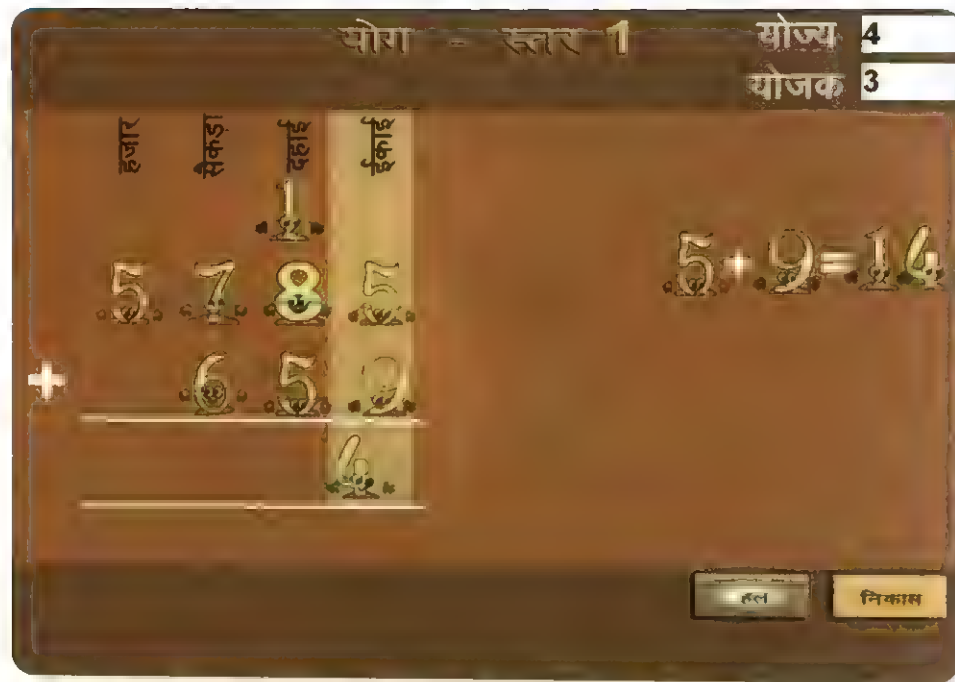 योग - स्तर 1
योज्य 4
योजक 3
हजार सैकड़ा दहाई ईकाई
1
5 7 8 5
5+9=14
+ 6 5 9
4
हल निकास